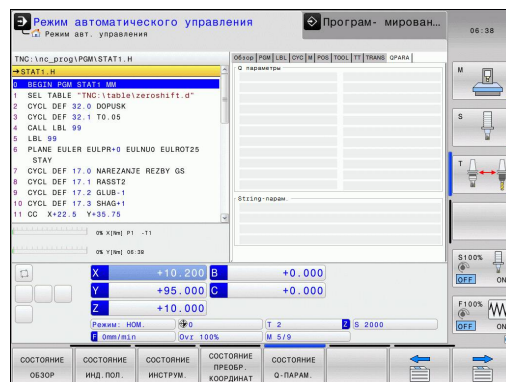 Режим автоматического управления
Режим авт. управления
Програм- мирован...
06:38
TNC:\nc_prog\PGM\STAT1.H
→STAT1.H
0 BEGIN PGM STAT1 MM
1 SEL TABLE "TNC:\table\zeroshift.d"
2 CYCL DEF 32.0 DOPUSK
3 CYCL DEF 32.1 T0.05
4 CALL LBL 99
5 LBL 99
6 PLANE EULER EULPR+0 EULNU0 EULROT25
STAY
7 CYCL DEF 17.0 NAREZANJE REZBY GS
8 CYCL DEF 17.1 RASST2
9 CYCL DEF 17.2 GLUB-1
10 CYCL DEF 17.3 SHAG+1
11 CC X+22.5 Y+35.75
Обзор PGM LBL CYC M POS TOOL TT TRANS QPARA
Q параметры
String-парам.
0% X[Nm] P1 -T1
0% Y[Nm] 06:38
X +10.200 B +0.000
Y +95.000 C +0.000
Z +10.000
Режим: НОМ. 0 T 2 Z S 2000
F 0mm/min Ovr 100% M 5/9
M
S
T
S100%
OFF ON
F100%
OFF ON
СОСТОЯНИЕ ОБЗОР
СОСТОЯНИЕ ИНД.ПОЛ.
СОСТОЯНИЕ ИНСТРУМ.
СОСТОЯНИЕ ПРЕОБР. КООРДИНАТ
СОСТОЯНИЕ Q-ПАРАМ.